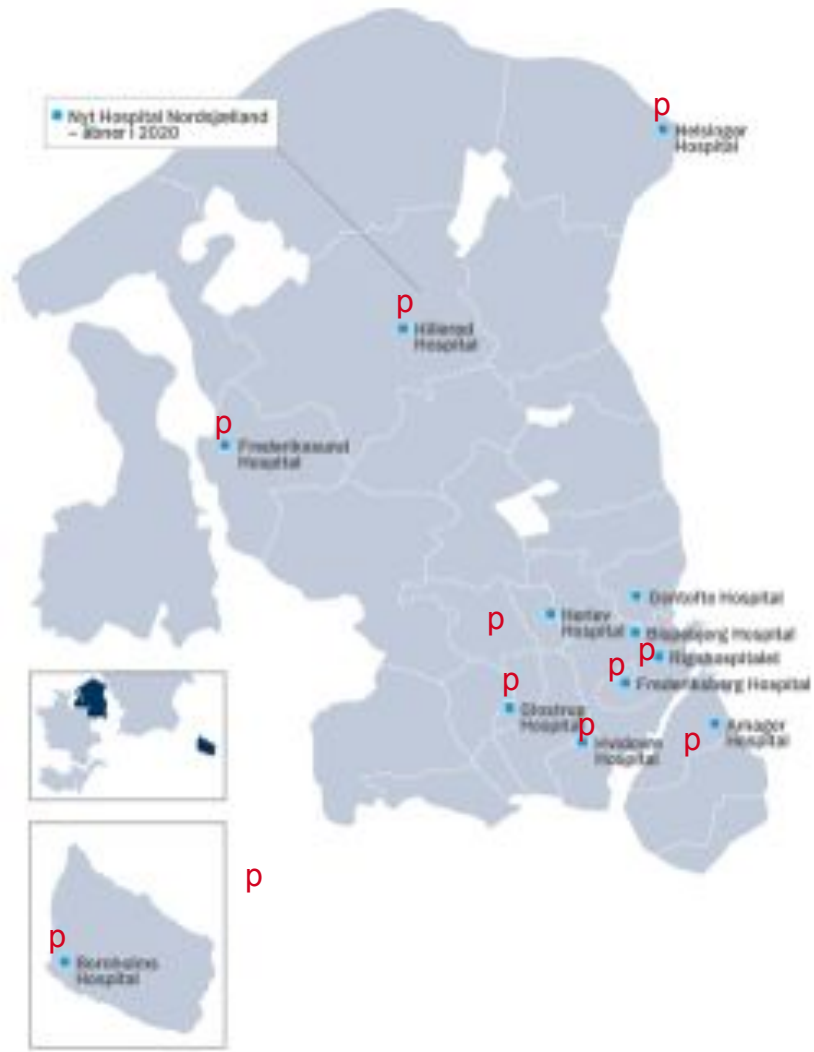 p
Nyt Hospital Nordsjælland
– åbner i 2020
Helsingør
Hospital
p
Hillerød
Hospital
p
Frederikssund
Hospital
Gentofte Hospital
p
Herlev
Hospital
Bispebjerg Hospital
p
Rigshospitalet
p
Frederiksberg Hospital
p
Glostrup
Hospital
p
Hvidovre
Hospital
p
Amager
Hospital
p
p
Bornholms
Hospital